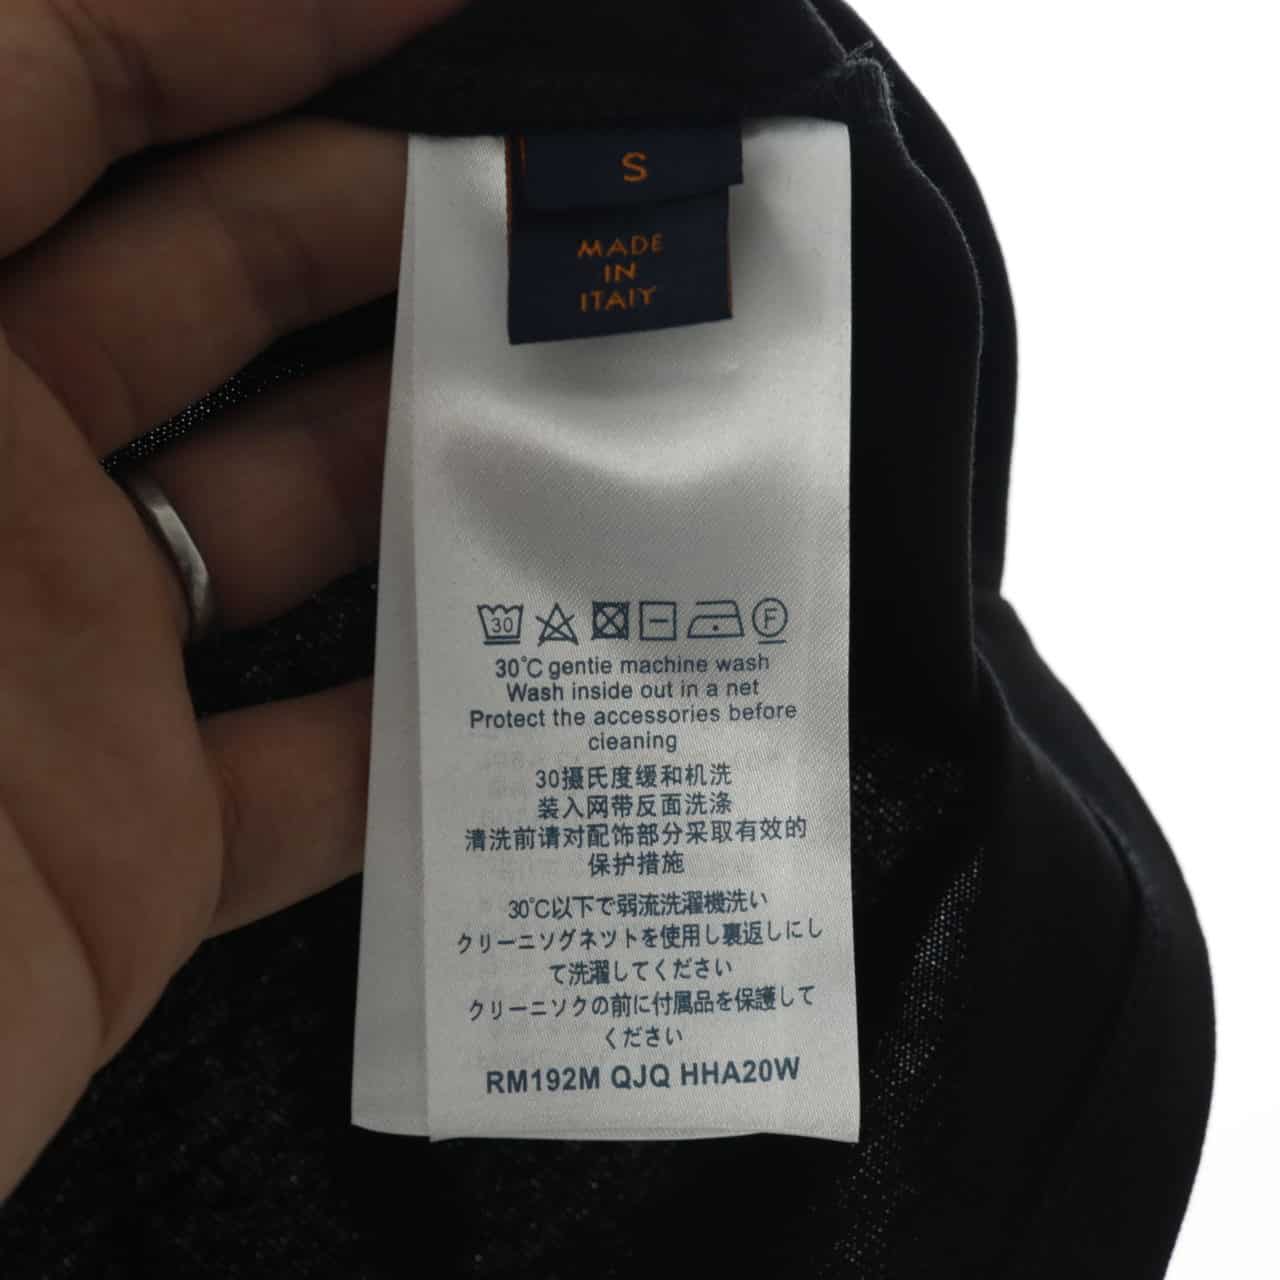 S
MADE
IN
ITAIY
30 F
30°C gentie machine wash
Wash inside out in a net
Protect the accessories before
cleaning
30摄氏度缓和机洗
装入网带反面洗涤
清洗前请对配饰部分采取有效的
保护措施
30℃以下で弱流洗濯機洗い
クリーニソグネツトを使用し裏返しにし
て洗濯してください
クリーニソクの前に付属品を保護して
ください
RM192M QJQ HHA20W